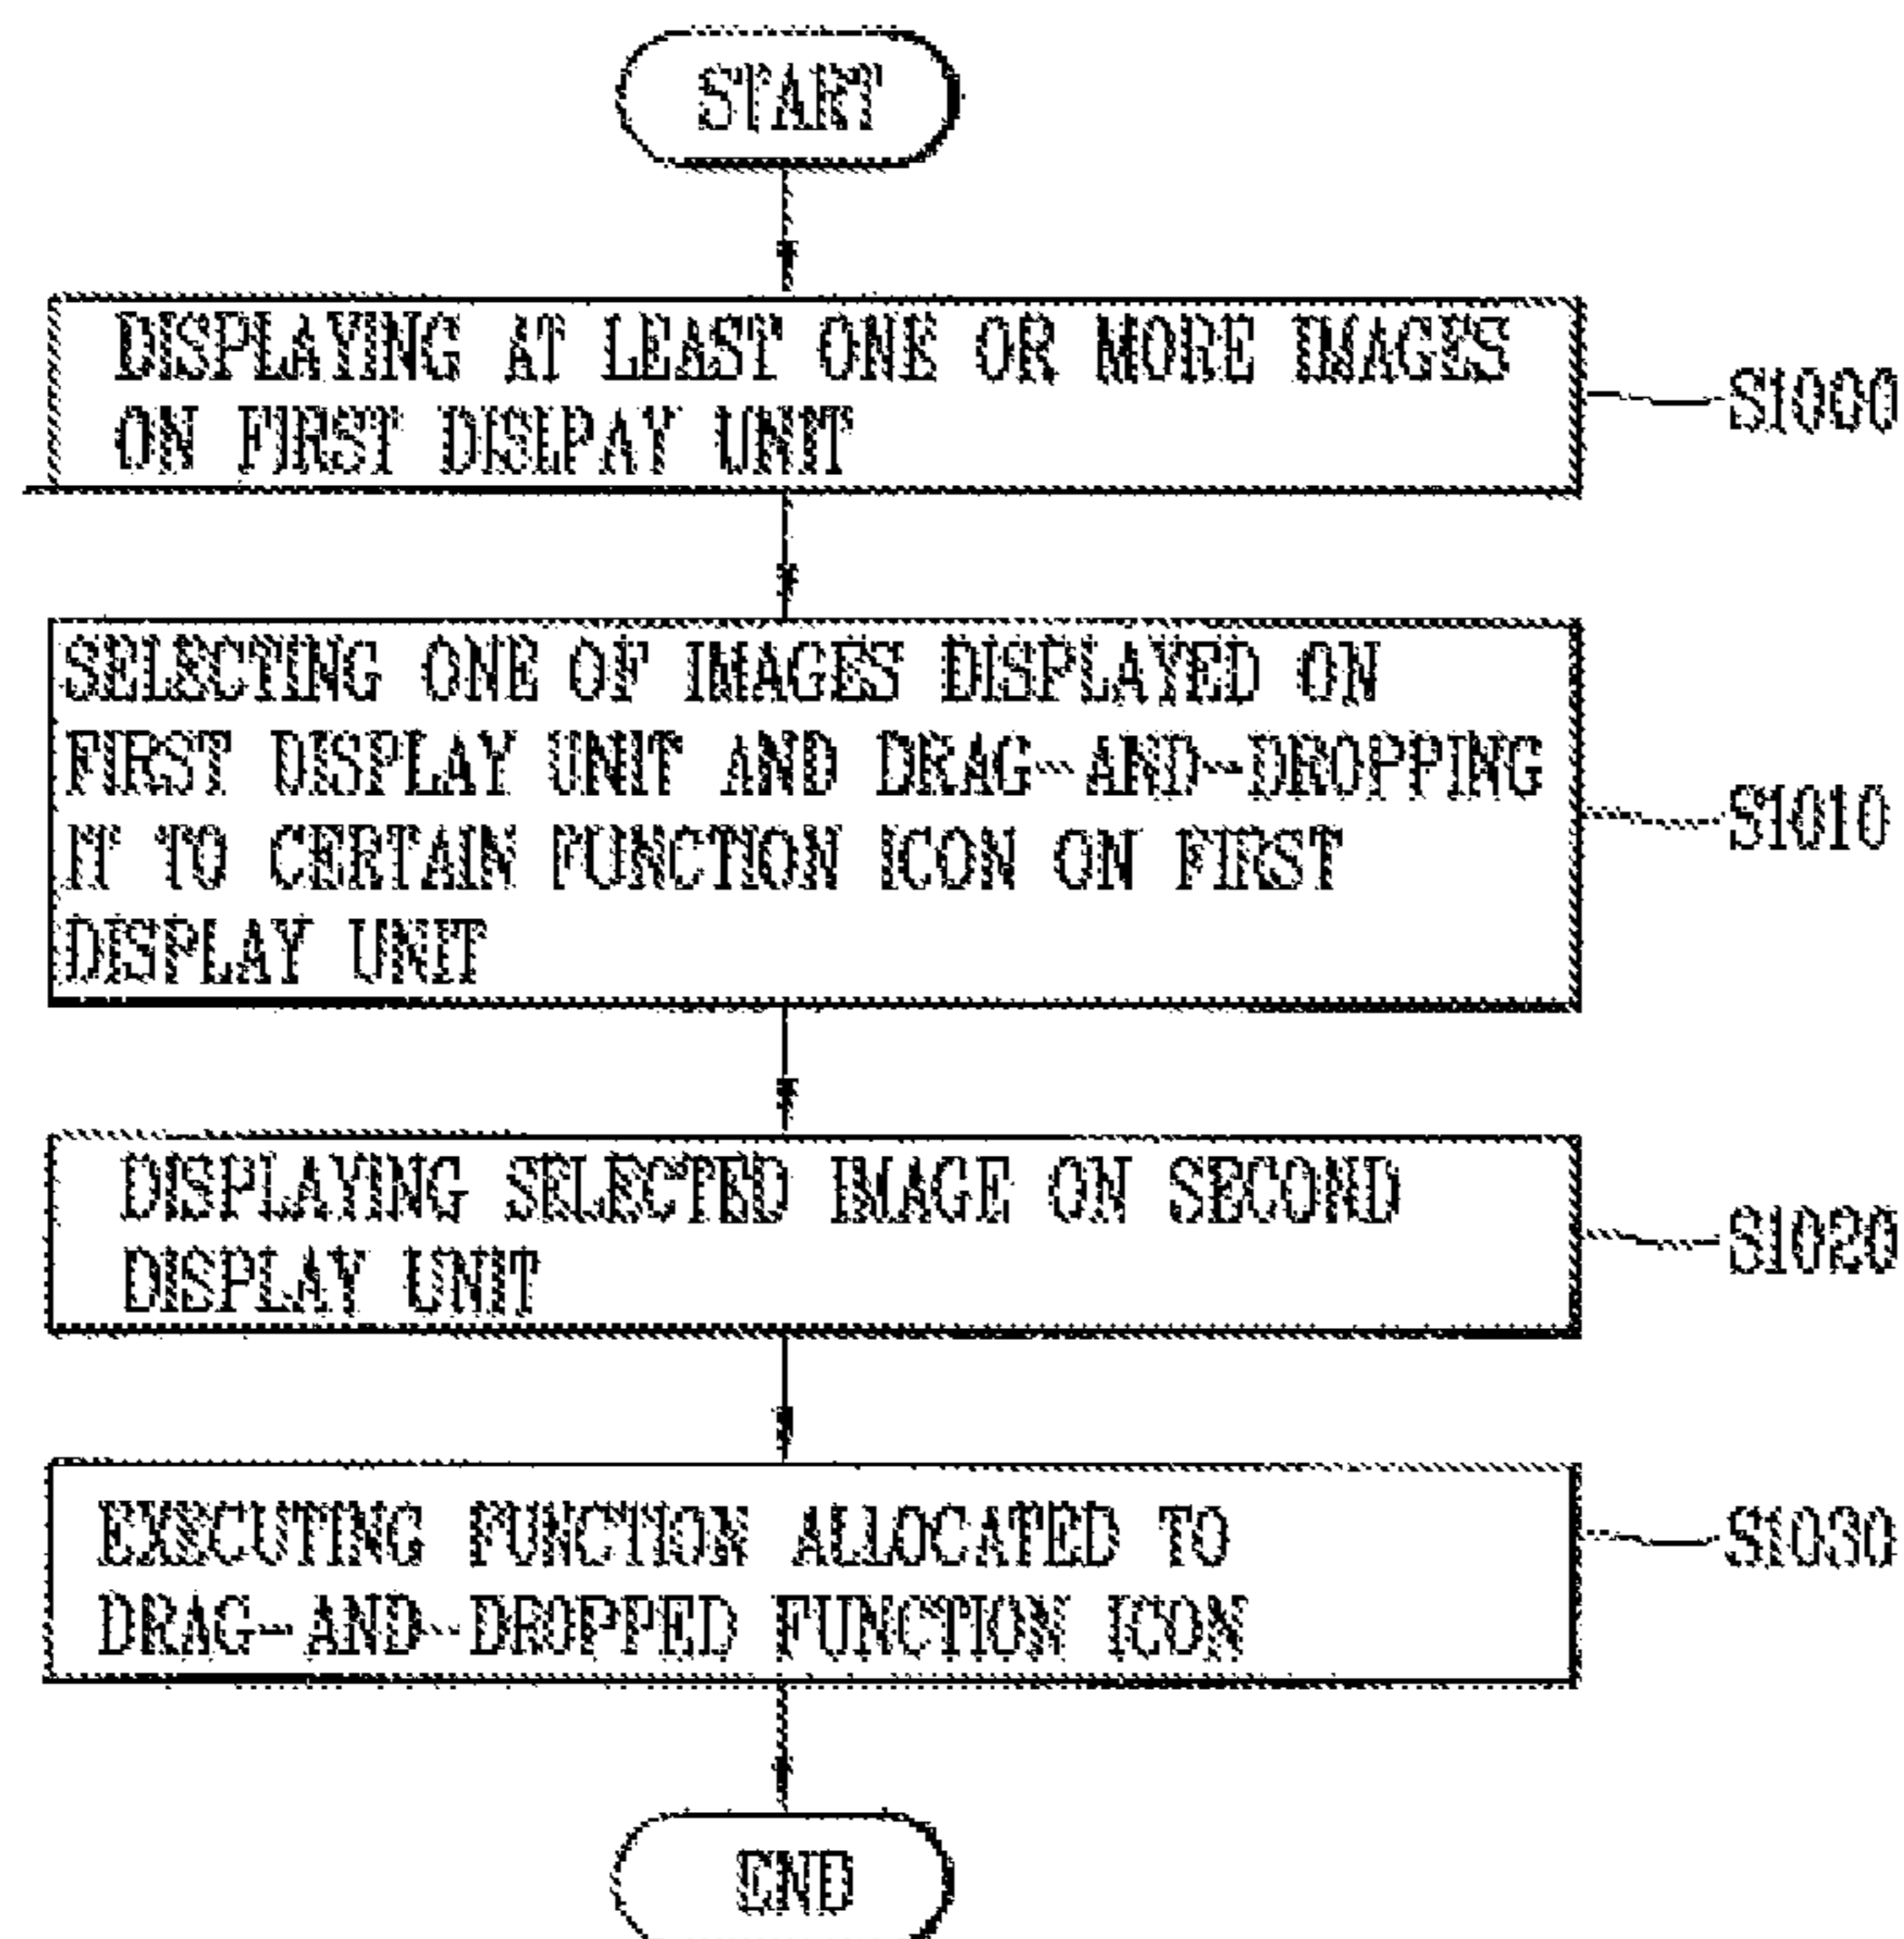 START
DISPLAYING AT LEAST ONE OR MORE IMAGES
ON FIRST DISLPAY UNIT
S1000
SELECTING ONE OF IMAGES DISPLAYED ON
FIRST DISPLAY UNIT AND DRAG-AND-DROPPING
IT TO CERTAIN FUNCTION ICON ON FIRST
DISPLAY UNIT
S1010
DISPLAYING SELECTED IMAGE ON SECOND
DISPLAY UNIT
S1020
EXECUTING FUNCTION ALLOCATED TO
DRAG-AND-DROPPED FUNCTION ICON
S1030
END